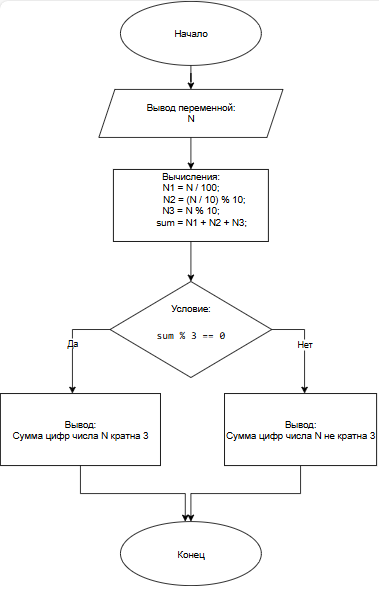 Начало
Вывод переменной:
N
Вычисления:
N1 = N / 100;
N2 = (N / 10) % 10;
N3 = N % 10;
sum = N1 + N2 + N3;
Условие:
sum % 3 == 0
Да
Нет
Вывод:
Сумма цифр числа N кратна 3
Вывод:
Сумма цифр числа N не кратна 3
Конец